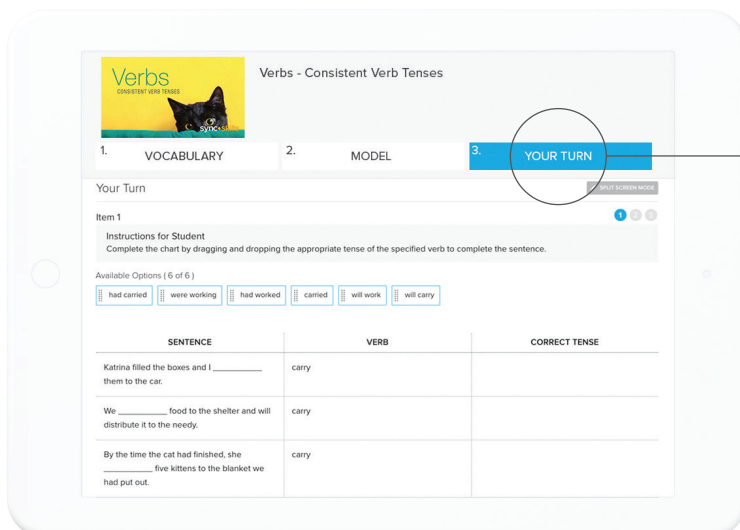 Verbs
CONSISTENT VERB TENSES
sync•skills
Verbs - Consistent Verb Tenses
1. VOCABULARY
2. MODEL
3. YOUR TURN
Your Turn
SPLIT SCREEN MODE
Item 1
1 2 3
Instructions for Student
Complete the chart by dragging and dropping the appropriate tense of the specified verb to complete the sentence.
Available Options ( 6 of 6 )
had carried
were working
had worked
carried
will work
will carry
SENTENCE
VERB
CORRECT TENSE
Katrina filled the boxes and I __________
them to the car.
carry
We __________ food to the shelter and will
distribute it to the needy.
carry
By the time the cat had finished, she
__________ five kittens to the blanket we
had put out.
carry